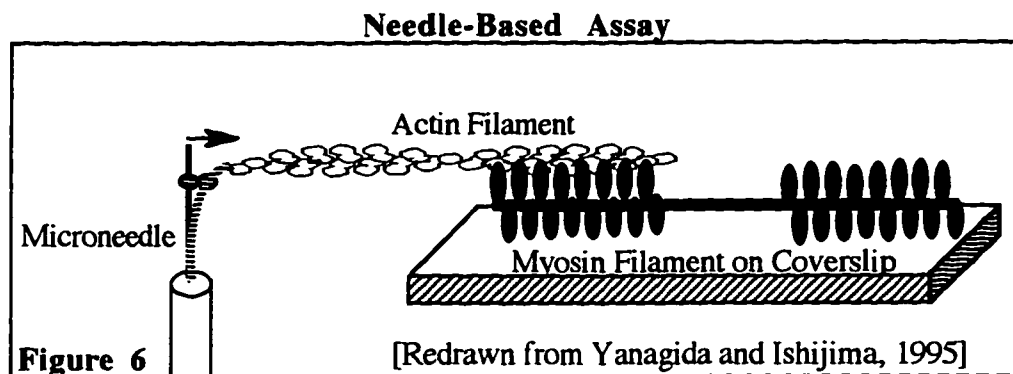 Needle-Based Assay
Actin Filament
Microneedle
Myosin Filament on Coverslip
Figure 6
[Redrawn from Yanagida and Ishijima, 1995]